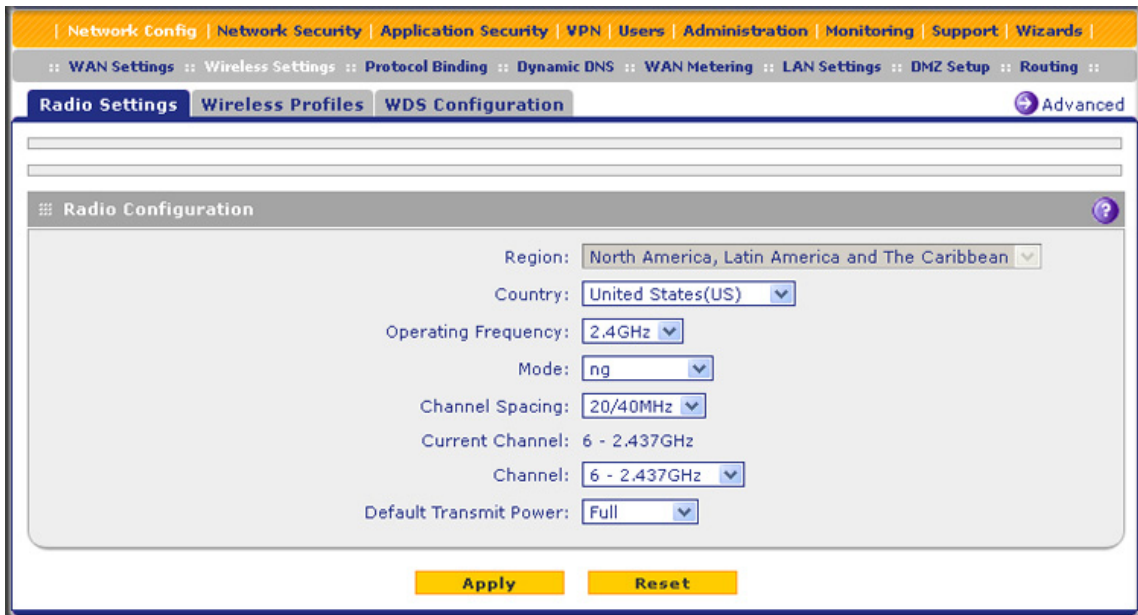 | Network Config | Network Security | Application Security | VPN | Users | Administration | Monitoring | Support | Wizards |
:: WAN Settings :: Wireless Settings :: Protocol Binding :: Dynamic DNS :: WAN Metering :: LAN Settings :: DMZ Setup :: Routing ::
Radio Settings Wireless Profiles WDS Configuration Advanced
Radio Configuration ?
Region: North America, Latin America and The Caribbean
Country: United States(US)
Operating Frequency: 2.4GHz
Mode: ng
Channel Spacing: 20/40MHz
Current Channel: 6 - 2.437GHz
Channel: 6 - 2.437GHz
Default Transmit Power: Full
Apply Reset